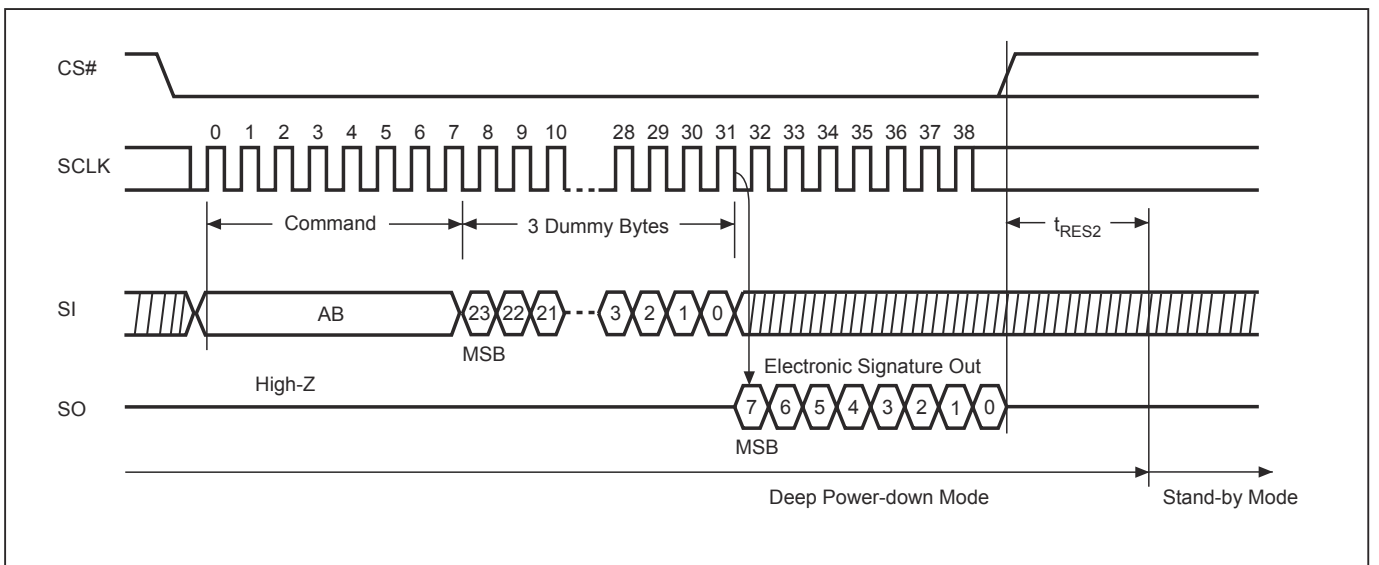 CS#
0 1 2 3 4 5 6 7 8 9 10 28 29 30 31 32 33 34 35 36 37 38
SCLK
Command 3 Dummy Bytes tRES2
SI AB 23 22 21 3 2 1 0
MSB
Electronic Signature Out
High-Z
SO 7 6 5 4 3 2 1 0
MSB
Deep Power-down Mode Stand-by Mode